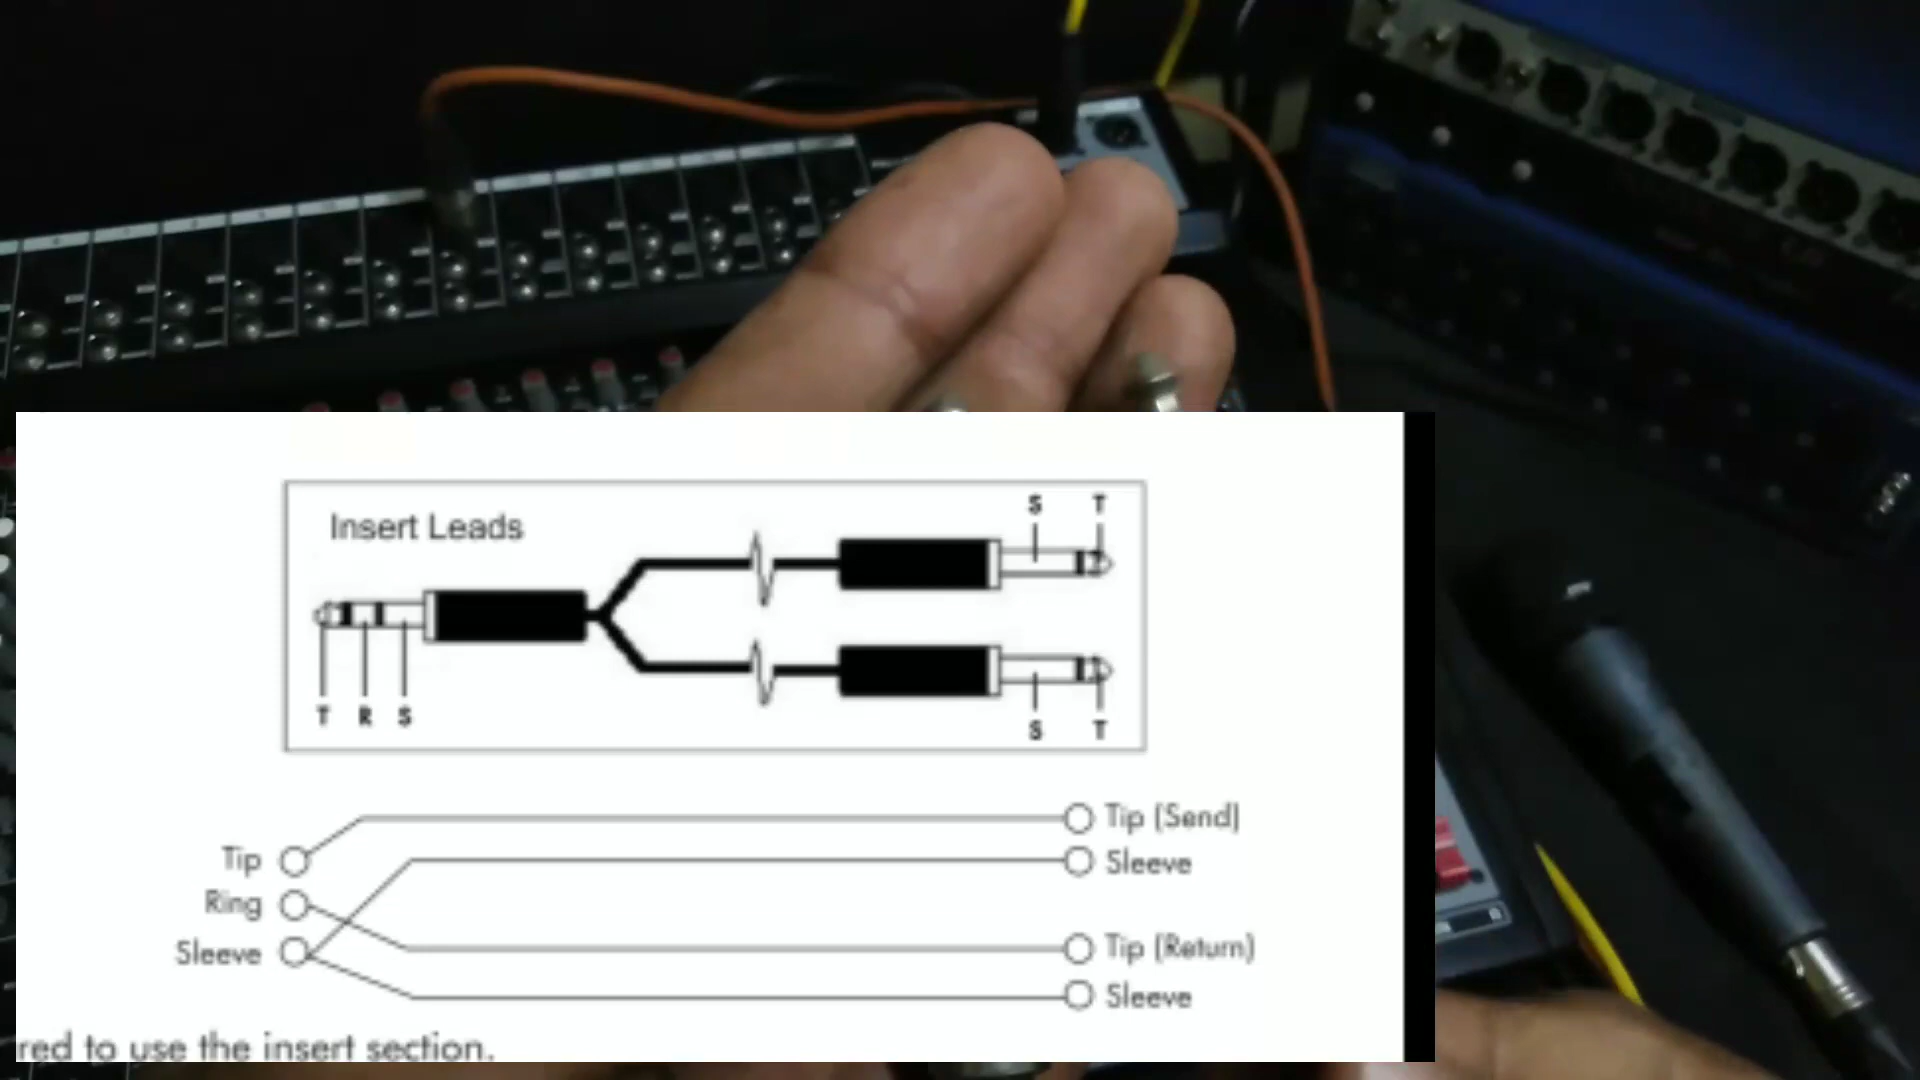 Insert Leads
S T
T R S
S T
Tip (Send)
Tip
Sleeve
Ring
Tip (Return)
Sleeve
Sleeve
red to use the insert section.